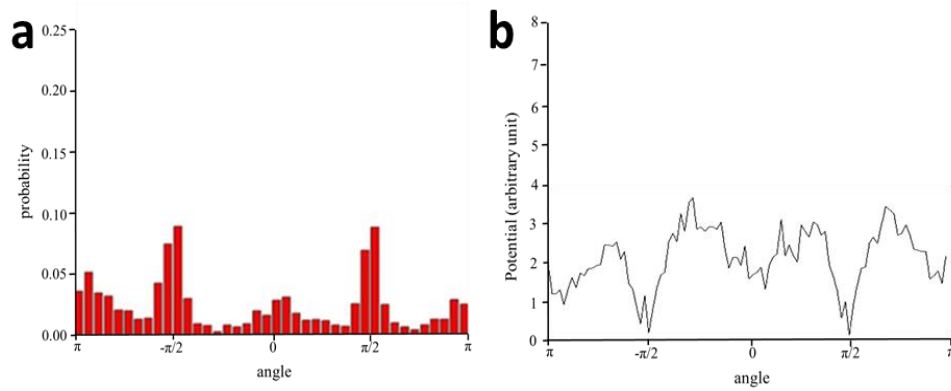 a
0.25
0.20
0.15
0.10
0.05
0.00
probability
π -π/2 0 π/2 π
angle
b
8
7
6
5
4
3
2
1
0
Potential (arbitrary unit)
π -π/2 0 π/2 π
angle